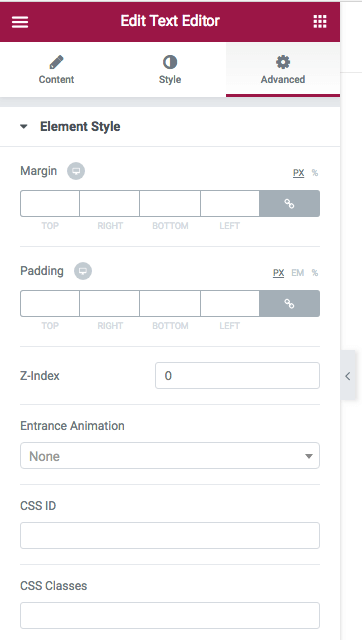 Edit Text Editor
Content Style Advanced
Element Style
Margin PX %
TOP RIGHT BOTTOM LEFT
Padding PX EM %
TOP RIGHT BOTTOM LEFT
Z-Index 0
Entrance Animation
None
CSS ID
CSS Classes